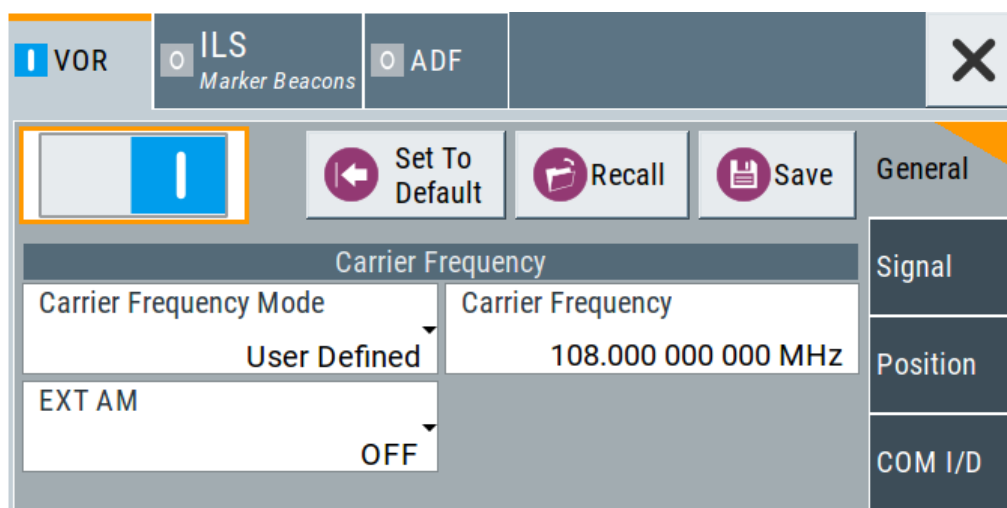 VOR
ILS
Marker Beacons
ADF
Set To
Default
Recall
Save
General
Carrier Frequency
Carrier Frequency Mode
User Defined
Carrier Frequency
108.000 000 000 MHz
EXT AM
OFF
Signal
Position
COM I/D